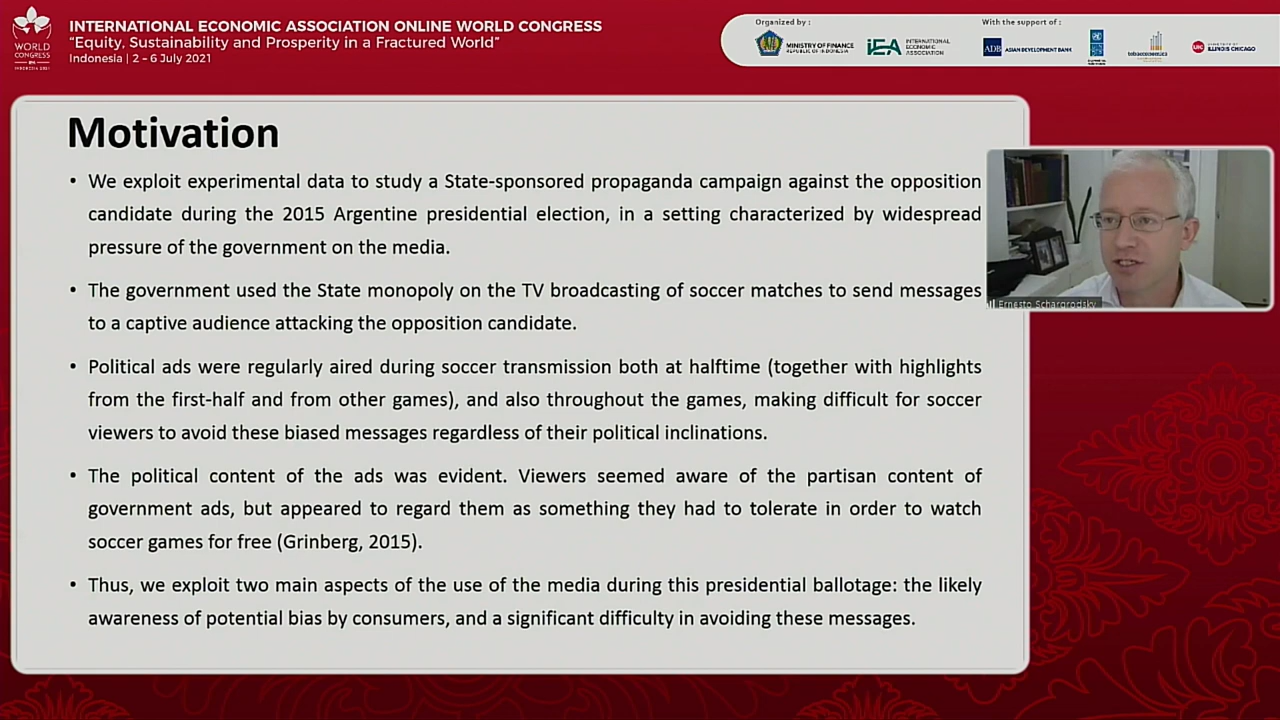 WORLD
CONGRESS
INTERNATIONAL ECONOMIC ASSOCIATION ONLINE WORLD CONGRESS
"Equity, Sustainability and Prosperity in a Fractured World"
Indonesia | 2 - 6 July 2021
Organized by :
MINISTRY OF FINANCE
REPUBLIC OF INDONESIA
iEA
INTERNATIONAL
ECONOMIC
ASSOCIATION
With the support of :
ADB ASIAN DEVELOPMENT BANK
tobacconomics
UIC
ILLINOIS CHICAGO
Motivation
• We exploit experimental data to study a State-sponsored propaganda campaign against the opposition
candidate during the 2015 Argentine presidential election, in a setting characterized by widespread
pressure of the government on the media.
• The government used the State monopoly on the TV broadcasting of soccer matches to send messages
to a captive audience attacking the opposition candidate.
• Political ads were regularly aired during soccer transmission both at halftime (together with highlights
from the first-half and from other games), and also throughout the games, making difficult for soccer
viewers to avoid these biased messages regardless of their political inclinations.
• The political content of the ads was evident. Viewers seemed aware of the partisan content of
government ads, but appeared to regard them as something they had to tolerate in order to watch
soccer games for free (Grinberg, 2015).
• Thus, we exploit two main aspects of the use of the media during this presidential ballotage: the likely
awareness of potential bias by consumers, and a significant difficulty in avoiding these messages.
Ernesto Schargrodsky